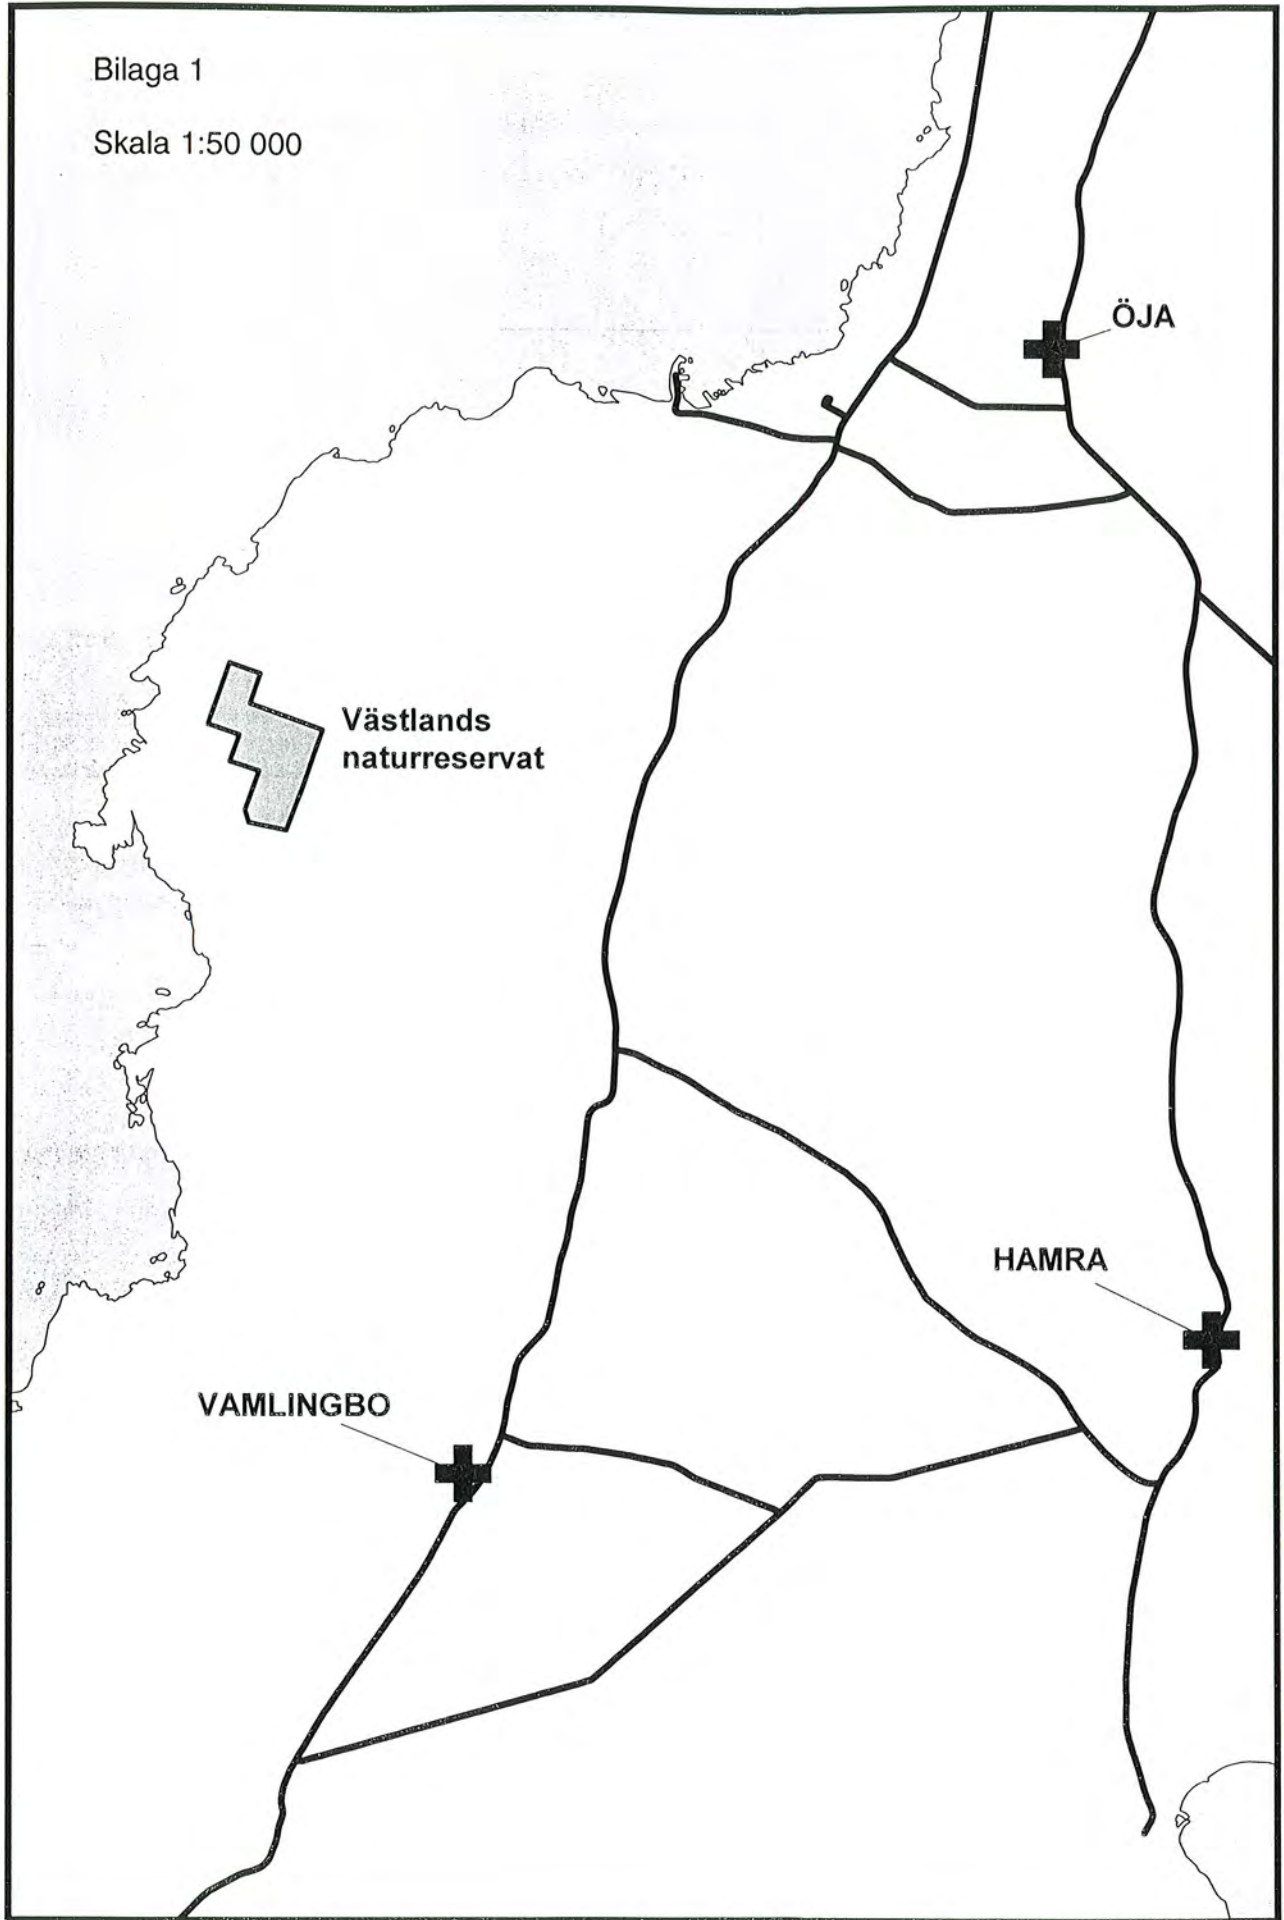 Bilaga 1
Skala 1:50 000
ÖJA
Västlands
naturreservat
HAMRA
VAMLINGBO